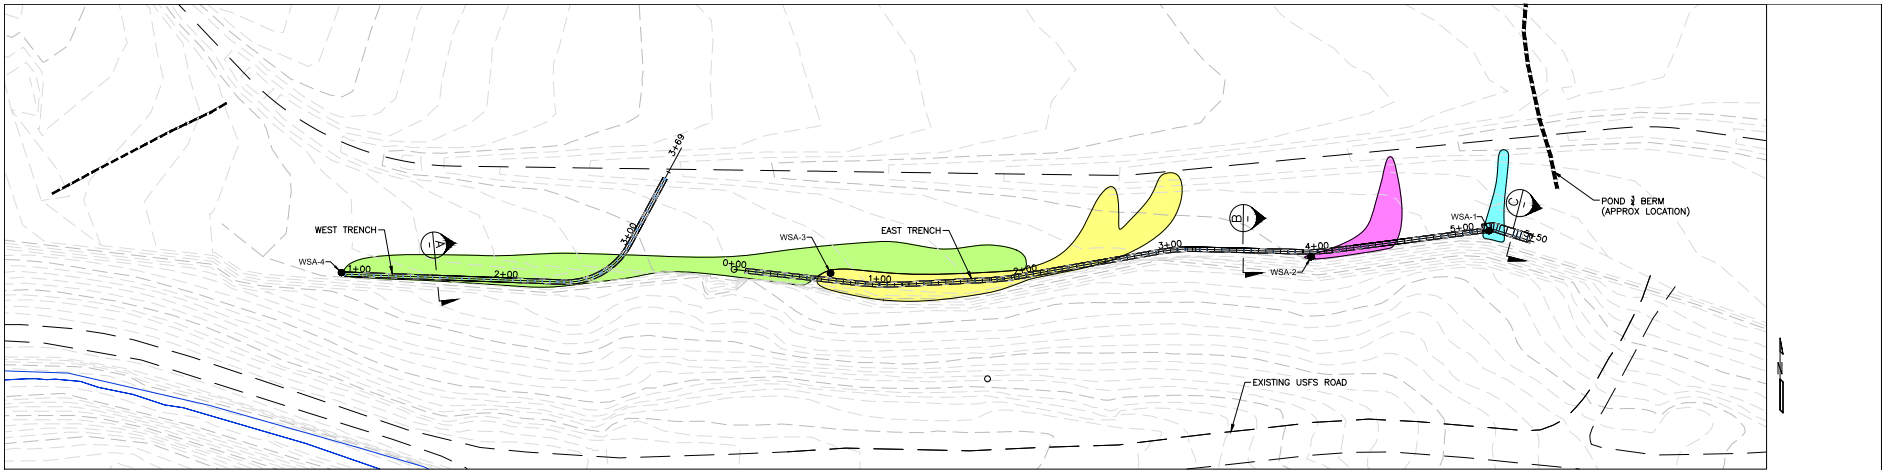 3+69
POND ¾ BERM
(APPROX LOCATION)
C
-
WSA-1
WEST TRENCH
3+00
A
-
B
-
5+00
5+50
WSA-3
EAST TRENCH
3+00
4+00
WSA-4
1+00
2+00
0+00
1+00
2+00
WSA-2
N
EXISTING USFS ROAD